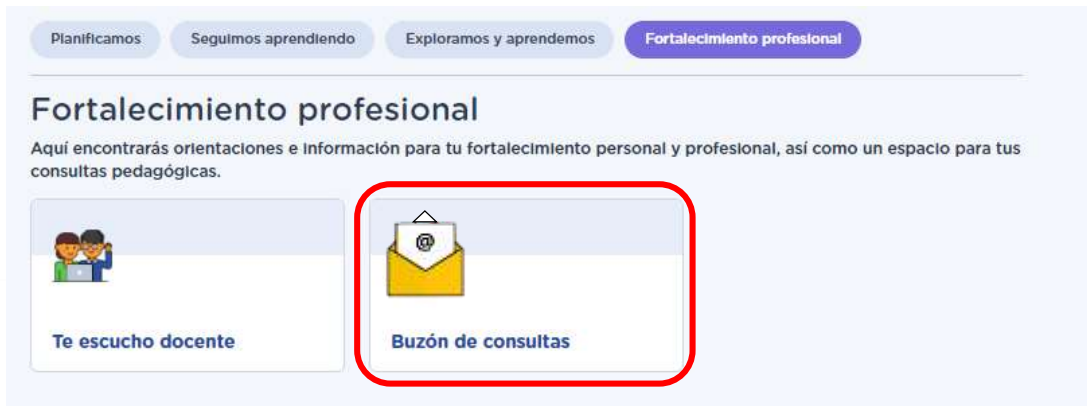 Planificamos
Seguimos aprendiendo
Exploramos y aprendemos
Fortalecimiento profesional
Fortalecimiento profesional
Aquí encontrarás orientaciones e información para tu fortalecimiento personal y profesional, así como un espacio para tus
consultas pedagógicas.
@
Te escucho docente
Buzón de consultas